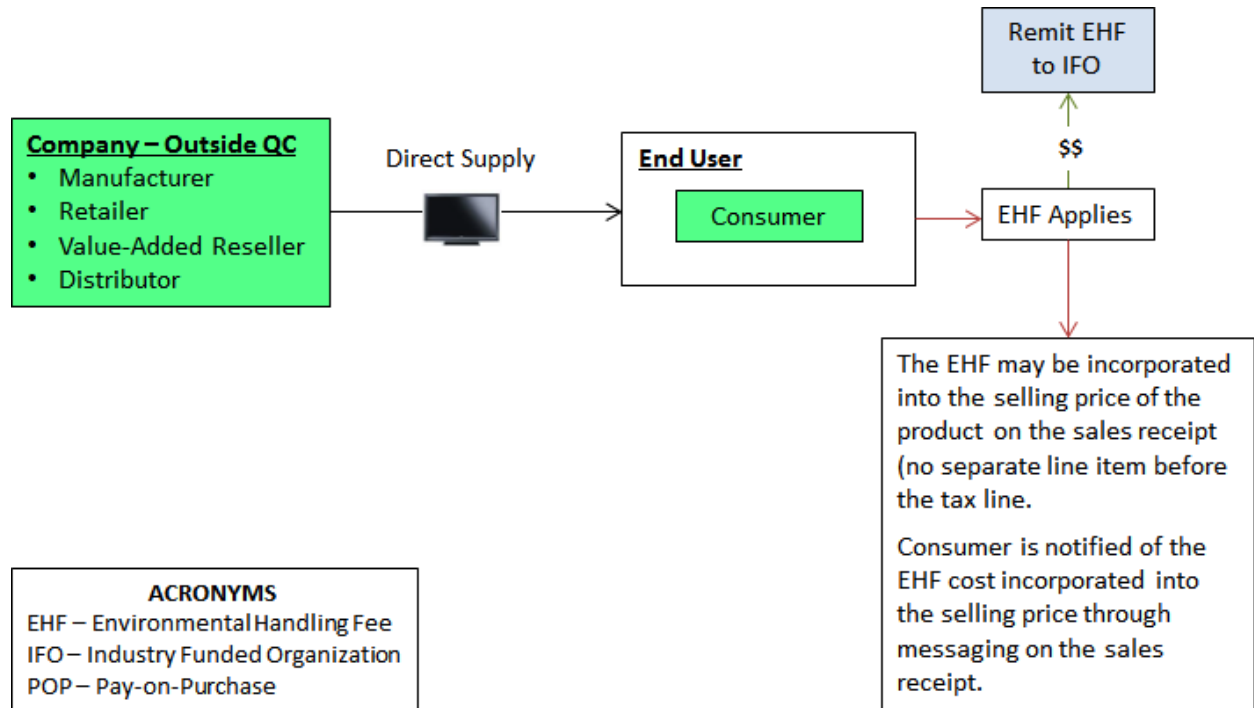 Remit EHF
to IFO
Company – Outside QC
• Manufacturer
• Retailer
• Value-Added Reseller
• Distributor
Direct Supply
End User
Consumer
$$
EHF Applies
The EHF may be incorporated
into the selling price of the
product on the sales receipt
(no separate line item before
the tax line.
Consumer is notified of the
EHF cost incorporated into
the selling price through
messaging on the sales
receipt.
ACRONYMS
EHF – Environmental Handling Fee
IFO – Industry Funded Organization
POP – Pay-on-Purchase